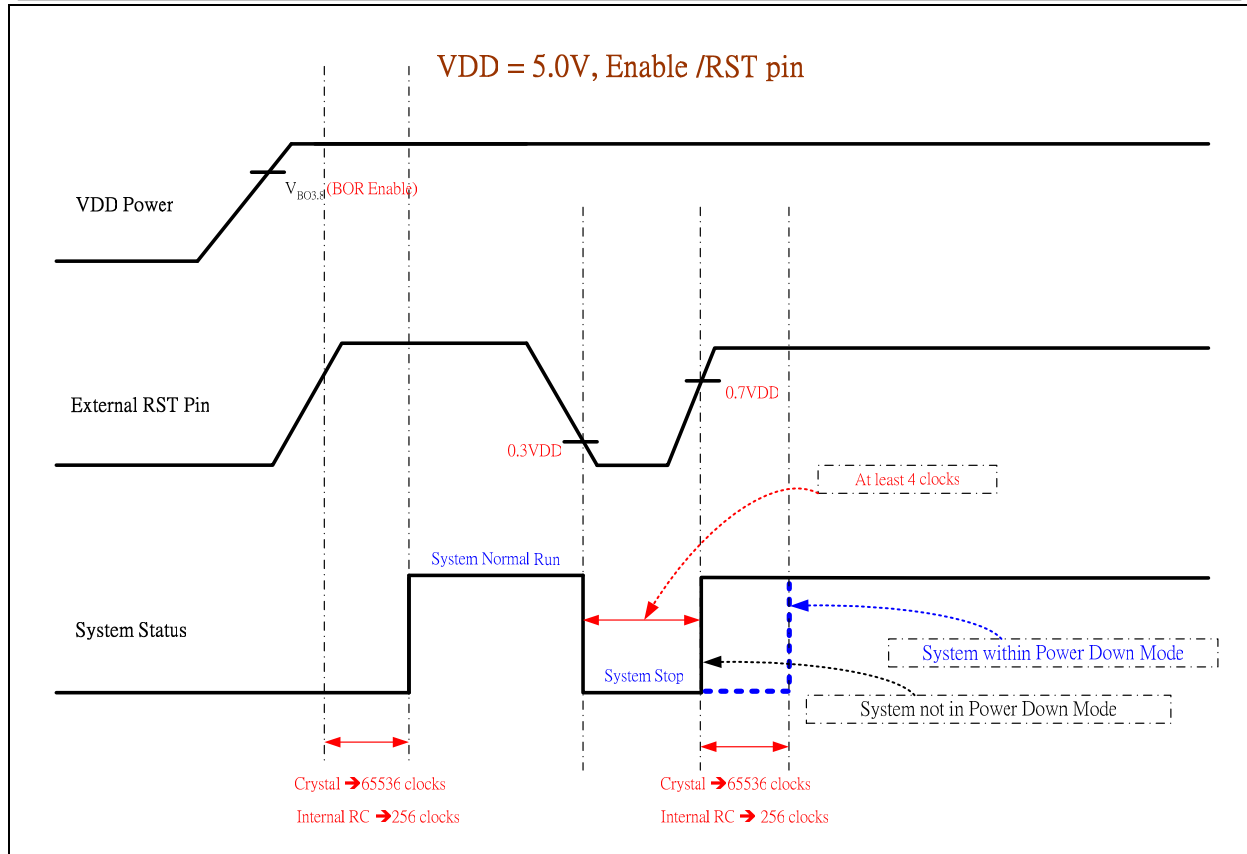 VDD = 5.0V, Enable /RST pin
VBO3.8 (BOR Enable)
VDD Power
0.7VDD
External RST Pin
0.3VDD
At least 4 clocks
System Normal Run
System Status
System within Power Down Mode
System Stop
System not in Power Down Mode
Crystal ➔65536 clocks
Internal RC ➔256 clocks
Crystal ➔65536 clocks
Internal RC ➔ 256 clocks